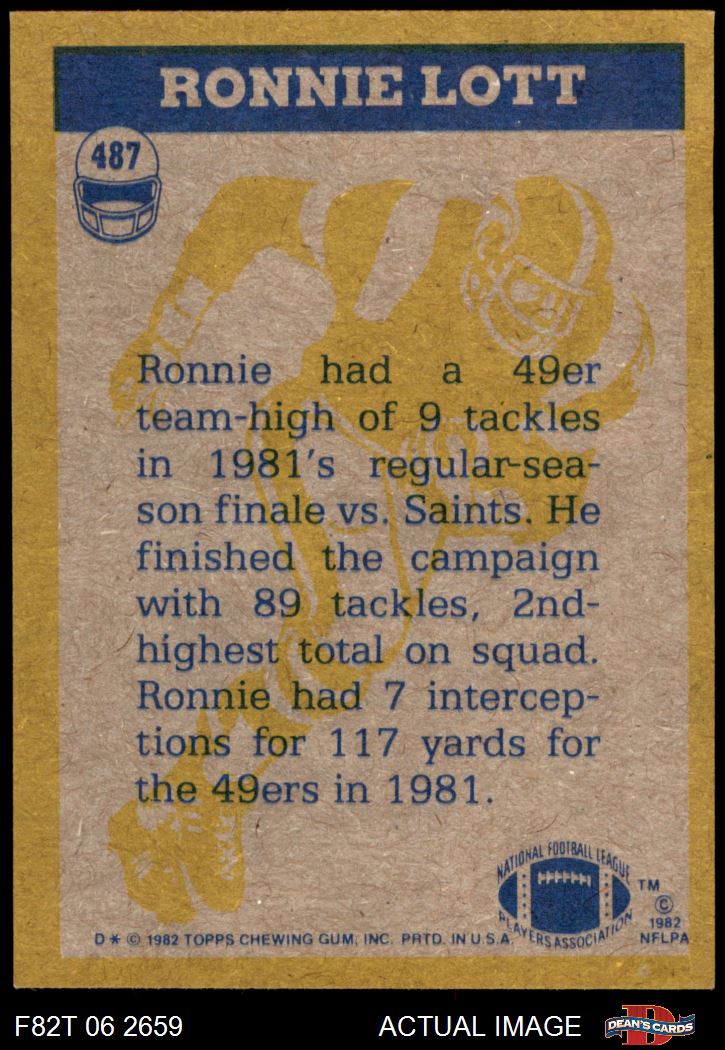 RONNIE LOTT
487
Ronnie had a 49er
team-high of 9 tackles
in 1981's regular-sea-
son finale vs. Saints. He
finished the campaign
with 89 tackles, 2nd-
highest total on squad.
Ronnie had 7 intercep-
tions for 117 yards for
the 49ers in 1981.
NATIONAL FOOTBALL LEAGUE
PLAYERS ASSOCIATION
TM
©
1982
NFLPA
D * © 1982 TOPPS CHEWING GUM, INC. PRTD. IN U.S.A.
F82T 06 2659
ACTUAL IMAGE
D
DEAN'S CARDS